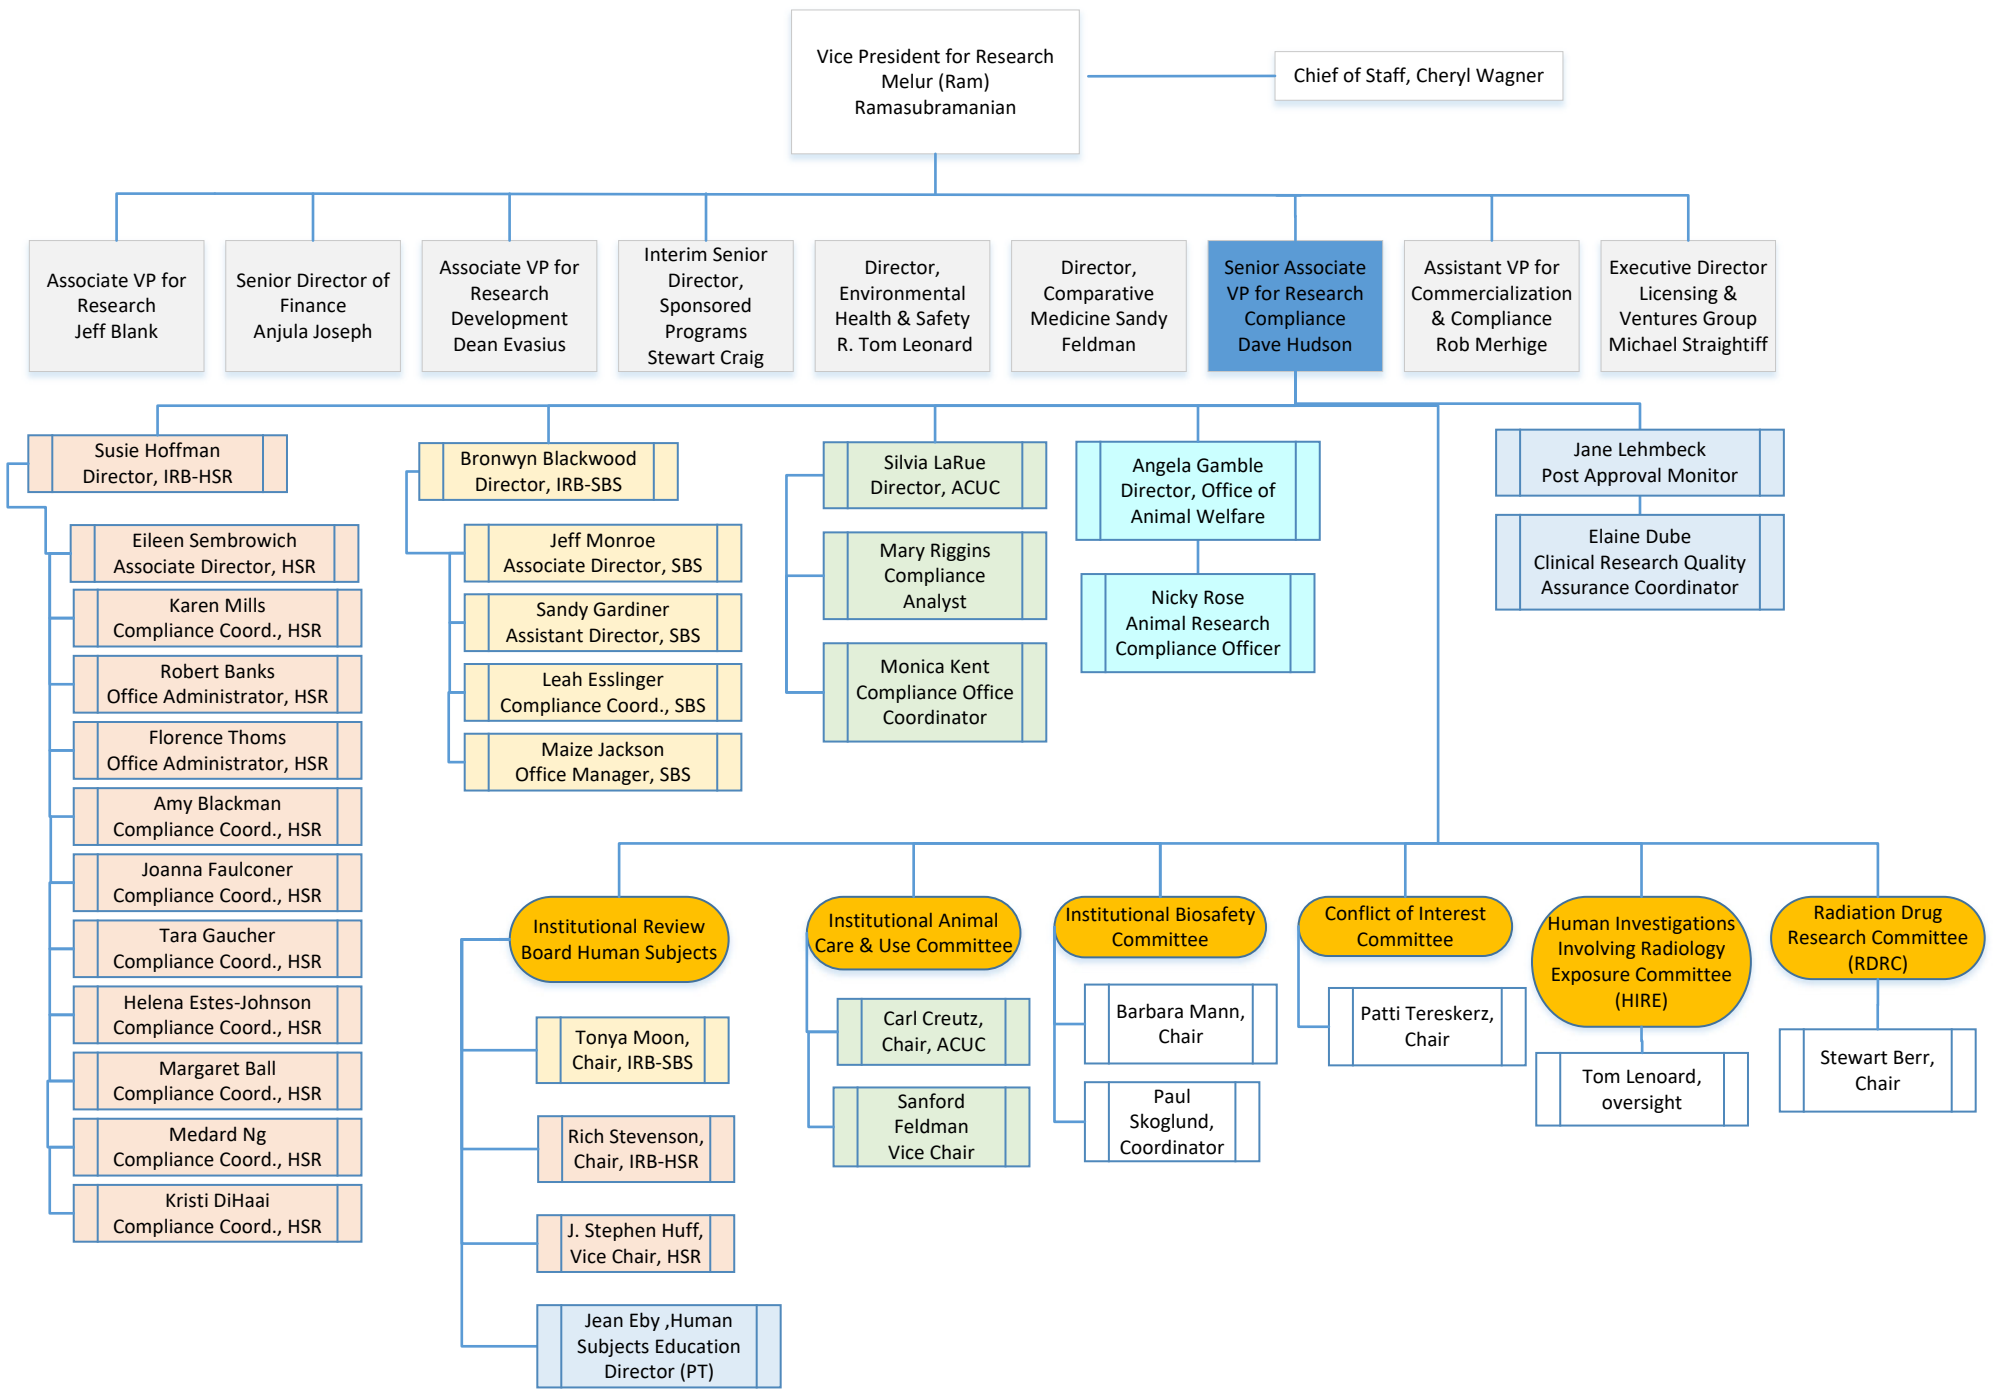 Vice President for Research
Melur (Ram)
Ramasubramanian
Chief of Staff, Cheryl Wagner
Associate VP for
Research
Jeff Blank
Senior Director of
Finance
Anjula Joseph
Associate VP for
Research
Development
Dean Evasius
Interim Senior
Director,
Sponsored
Programs
Stewart Craig
Director,
Environmental
Health & Safety
R. Tom Leonard
Director,
Comparative
Medicine Sandy
Feldman
Senior Associate
VP for Research
Compliance
Dave Hudson
Assistant VP for
Commercialization
& Compliance
Rob Merhige
Executive Director
Licensing &
Ventures Group
Michael Straightiff
Susie Hoffman
Director, IRB-HSR
Eileen Sembrowich
Associate Director, HSR
Karen Mills
Compliance Coord., HSR
Robert Banks
Office Administrator, HSR
Florence Thoms
Office Administrator, HSR
Amy Blackman
Compliance Coord., HSR
Joanna Faulconer
Compliance Coord., HSR
Tara Gaucher
Compliance Coord., HSR
Helena Estes-Johnson
Compliance Coord., HSR
Margaret Ball
Compliance Coord., HSR
Medard Ng
Compliance Coord., HSR
Kristi DiHaai
Compliance Coord., HSR
Bronwyn Blackwood
Director, IRB-SBS
Jeff Monroe
Associate Director, SBS
Sandy Gardiner
Assistant Director, SBS
Leah Esslinger
Compliance Coord., SBS
Maize Jackson
Office Manager, SBS
Silvia LaRue
Director, ACUC
Mary Riggins
Compliance
Analyst
Monica Kent
Compliance Office
Coordinator
Angela Gamble
Director, Office of
Animal Welfare
Nicky Rose
Animal Research
Compliance Officer
Jane Lehmbeck
Post Approval Monitor
Elaine Dube
Clinical Research Quality
Assurance Coordinator
Institutional Review
Board Human Subjects
Tonya Moon,
Chair, IRB-SBS
Rich Stevenson,
Chair, IRB-HSR
J. Stephen Huff,
Vice Chair, HSR
Jean Eby ,Human
Subjects Education
Director (PT)
Institutional Animal
Care & Use Committee
Carl Creutz,
Chair, ACUC
Sanford
Feldman
Vice Chair
Institutional Biosafety
Committee
Barbara Mann,
Chair
Paul
Skoglund,
Coordinator
Conflict of Interest
Committee
Patti Tereskerz,
Chair
Human Investigations
Involving Radiology
Exposure Committee
(HIRE)
Tom Lenoard,
oversight
Radiation Drug
Research Committee
(RDRC)
Stewart Berr,
Chair